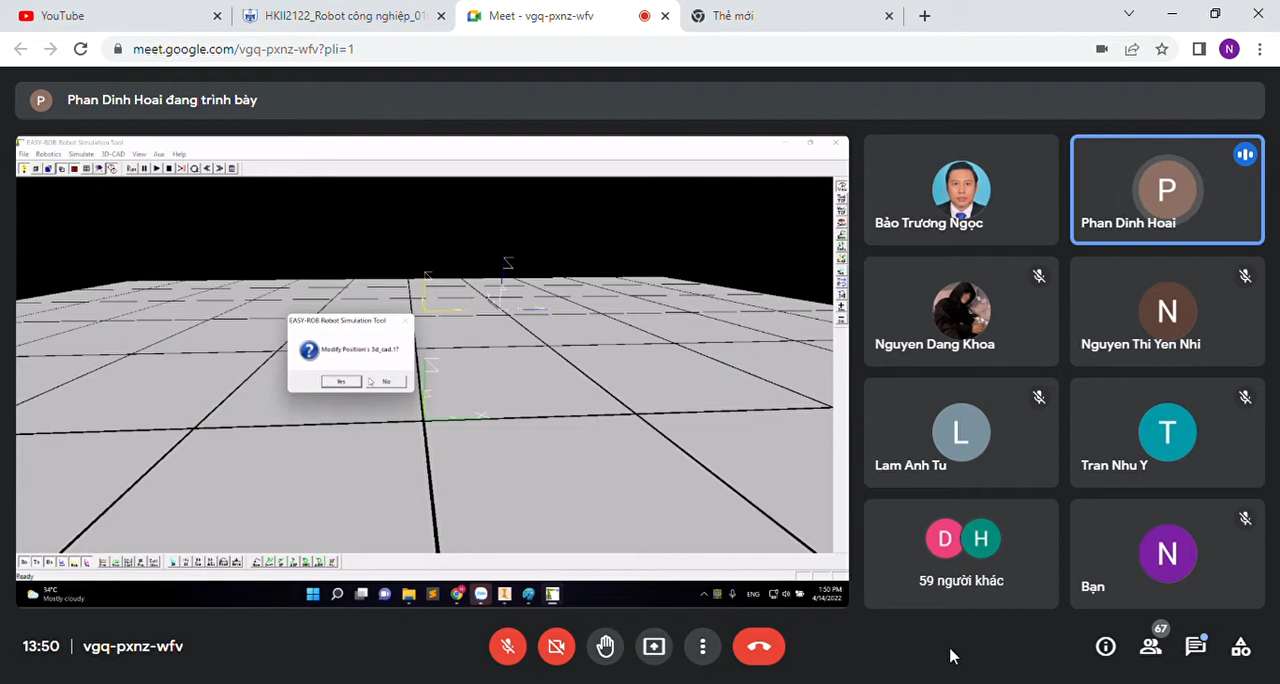 YouTube
HKII2122_Robot công nghiệp_01
Meet - vgq-pxnz-wfv
Thẻ mới
meet.google.com/vgq-pxnz-wfv?pli=1
N
P
Phan Dinh Hoai đang trình bày
EASY-ROB Robot Simulation Tool
File Robotics Simulate 3D-CAD View Aux Help
Run
Z
EASY-ROB Robot Simulation Tool
Modify Position's 3d_cad.1?
Yes
No
Z
X
Ready
34°C
Mostly cloudy
ENG
1:50 PM
4/14/2022
Bảo Trương Ngọc
P
Phan Dinh Hoai
Nguyen Dang Khoa
N
Nguyen Thi Yen Nhi
L
Lam Anh Tu
T
Tran Nhu Y
D
H
59 người khác
N
Bạn
13:50
vgq-pxnz-wfv
67